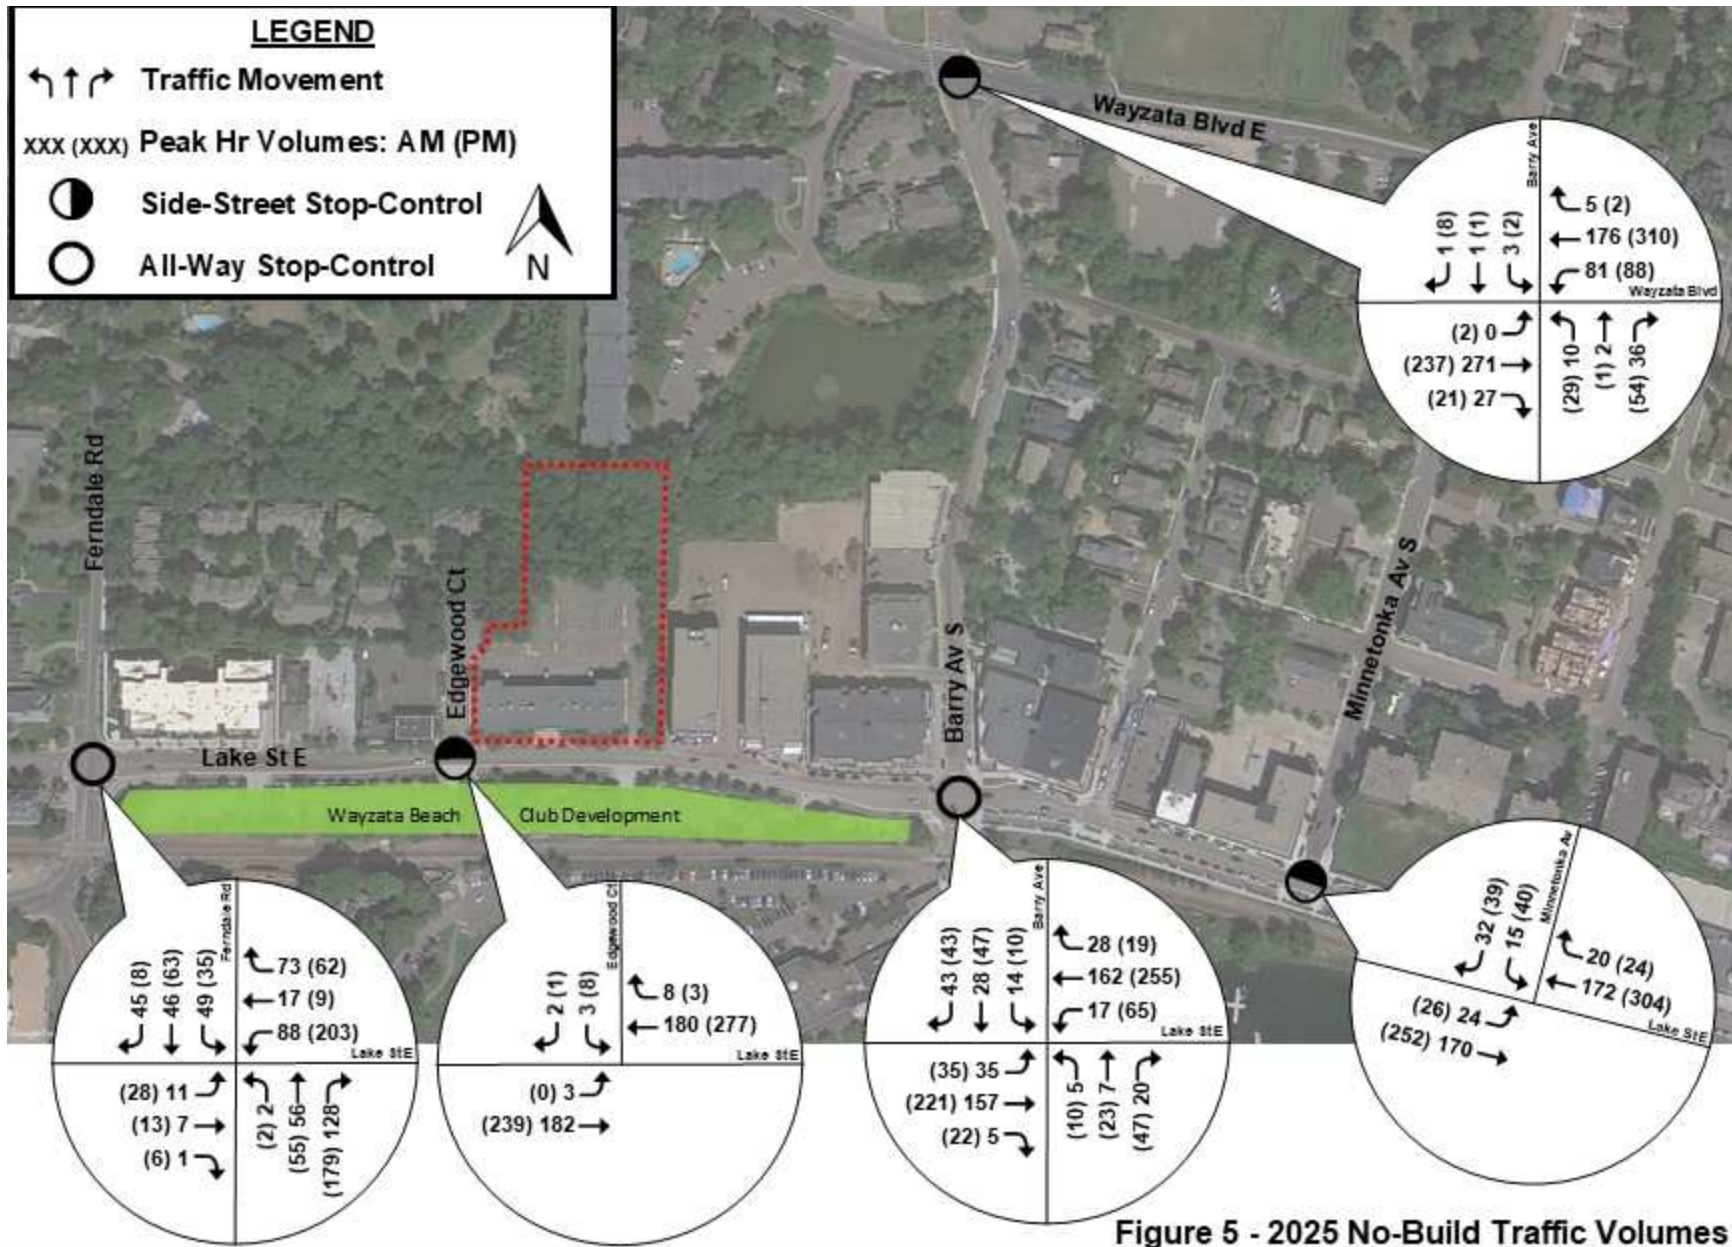 LEGEND
Traffic Movement
xxx (xxx) Peak Hr Volumes: AM (PM)
Side-Street Stop-Control
All-Way Stop-Control
N
Wayzata Blvd E
Barry Ave
1 (8)
1 (1)
3 (2)
5 (2)
176 (310)
81 (88)
Wayzata Blvd
(2) 0
(237) 271
(21) 27
(29) 10
(1) 2
(54) 36
Ferndale Rd
Edgewood Ct
Barry Av S
Minnetonka Av S
Lake St E
Wayzata Beach Club Development
Ferndale Rd
45 (8)
46 (63)
49 (35)
73 (62)
17 (9)
88 (203)
Lake St E
(28) 11
(13) 7
(6) 1
(2) 2
(55) 56
(179) 128
Edgewood Ct
2 (1)
3 (8)
8 (3)
180 (277)
Lake St E
(0) 3
(239) 182
Barry Ave
43 (43)
28 (47)
14 (10)
28 (19)
162 (255)
17 (65)
Lake St E
(35) 35
(221) 157
(22) 5
(10) 5
(23) 7
(47) 20
Minnetonka Av
32 (39)
15 (40)
20 (24)
172 (304)
Lake St E
(26) 24
(252) 170
Figure 5 - 2025 No-Build Traffic Volumes